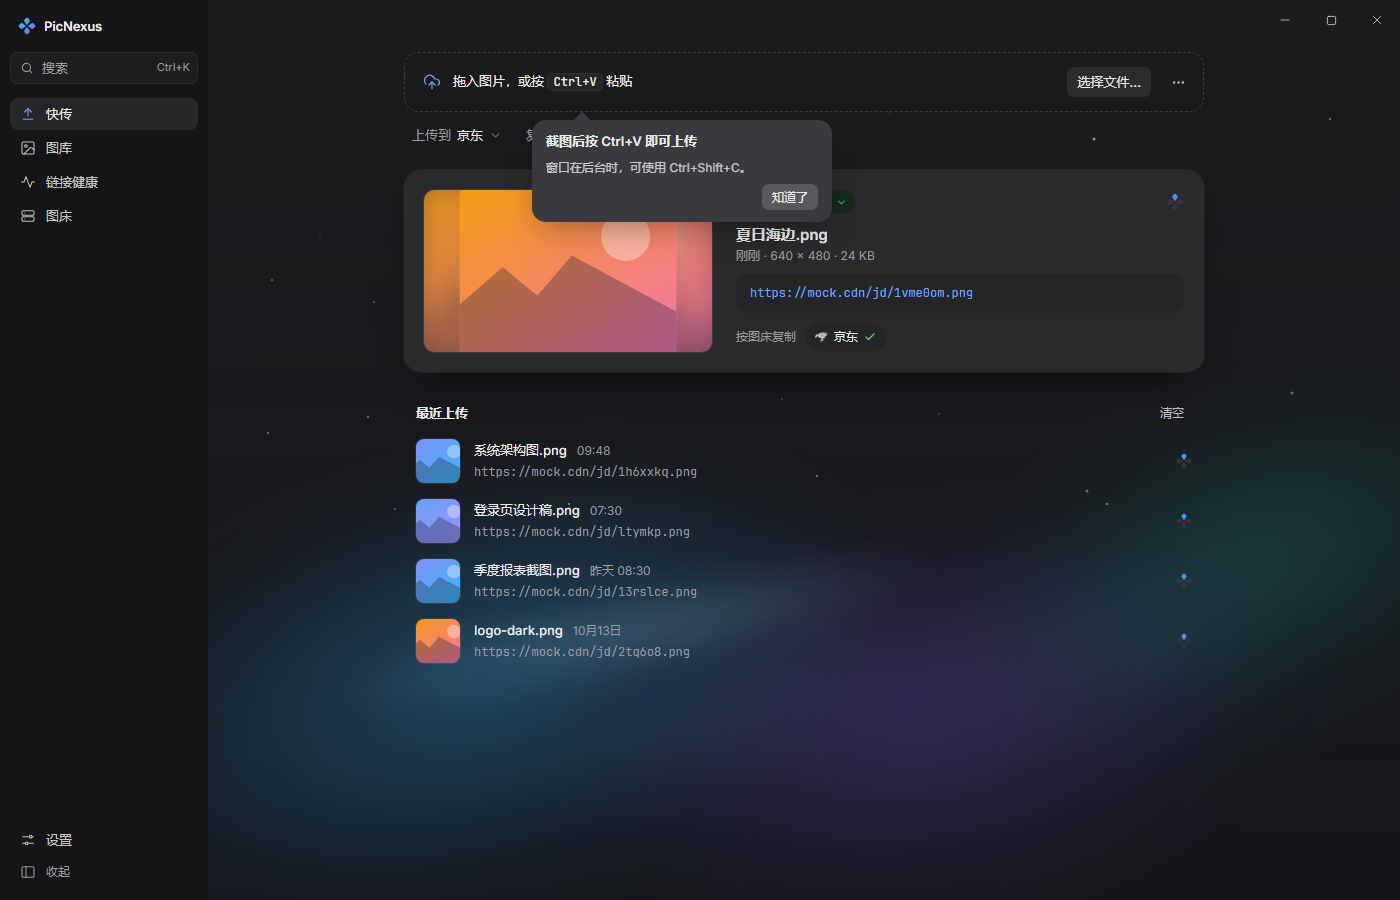 PicNexus
搜索 Ctrl+K
快传
图库
链接健康
图床
设置
收起
拖入图片，或按 Ctrl+V 粘贴
选择文件...
上传到 京东
截图后按 Ctrl+V 即可上传
窗口在后台时，可使用 Ctrl+Shift+C。
知道了
夏日海边.png
刚刚 · 640 × 480 · 24 KB
https://mock.cdn/jd/1vme0om.png
按图床复制 京东
最近上传 清空
系统架构图.png 09:48
https://mock.cdn/jd/1h6xxkq.png
登录页设计稿.png 07:30
https://mock.cdn/jd/ltymkp.png
季度报表截图.png 昨天 08:30
https://mock.cdn/jd/13rslce.png
logo-dark.png 10月13日
https://mock.cdn/jd/2tq6o8.png